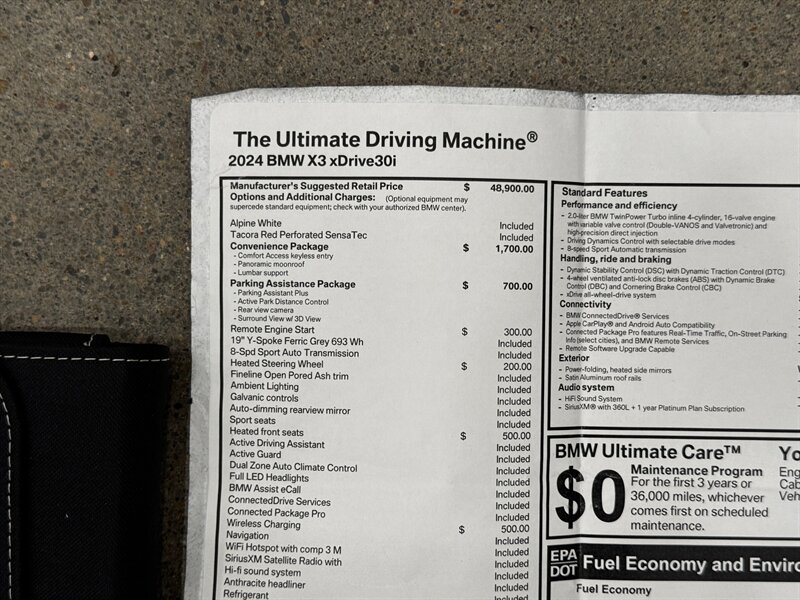 The Ultimate Driving Machine®
2024 BMW X3 xDrive30i
Manufacturer's Suggested Retail Price $ 48,900.00
Options and Additional Charges: (Optional equipment may
supercede standard equipment; check with your authorized BMW center).
Alpine White Included
Tacora Red Perforated SensaTec Included
Convenience Package $ 1,700.00
- Comfort Access keyless entry
- Panoramic moonroof
- Lumbar support
Parking Assistance Package $ 700.00
- Parking Assistant Plus
- Active Park Distance Control
- Rear view camera
- Surround View w/ 3D View
Remote Engine Start $ 300.00
19" Y-Spoke Ferric Grey 693 Wh Included
8-Spd Sport Auto Transmission Included
Heated Steering Wheel $ 200.00
Fineline Open Pored Ash trim Included
Ambient Lighting Included
Galvanic controls Included
Auto-dimming rearview mirror Included
Sport seats Included
Heated front seats $ 500.00
Active Driving Assistant Included
Active Guard Included
Dual Zone Auto Climate Control Included
Full LED Headlights Included
BMW Assist eCall Included
ConnectedDrive Services Included
Connected Package Pro Included
Wireless Charging $ 500.00
Navigation Included
WiFi Hotspot with comp 3 M Included
SiriusXM Satellite Radio with Included
Hi-fi sound system Included
Anthracite headliner Included
Refrigerant Included
Standard Features
Performance and efficiency
- 2.0-liter BMW TwinPower Turbo inline 4-cylinder, 16-valve engine
with variable valve control (Double-VANOS and Valvetronic) and
high-precision direct injection
- Driving Dynamics Control with selectable drive modes
- 8-speed Sport Automatic transmission
Handling, ride and braking
- Dynamic Stability Control (DSC) with Dynamic Traction Control (DTC)
- 4-wheel ventilated anti-lock disc brakes (ABS) with Dynamic Brake
Control (DBC) and Cornering Brake Control (CBC)
- xDrive all-wheel-drive system
Connectivity
- BMW ConnectedDrive® Services
- Apple CarPlay® and Android Auto Compatibility
- Connected Package Pro features Real-Time Traffic, On-Street Parking
Info (select cities), and BMW Remote Services
- Remote Software Upgrade Capable
Exterior
- Power-folding, heated side mirrors
- Satin Aluminum roof rails
Audio system
- HiFi Sound System
- SiriusXM® with 360L + 1 year Platinum Plan Subscription
BMW Ultimate Care™
$0 Maintenance Program
For the first 3 years or
36,000 miles, whichever
comes first on scheduled
maintenance.
Yo
Eng
Cab
Veh
EPA
DOT Fuel Economy and Enviro
Fuel Economy